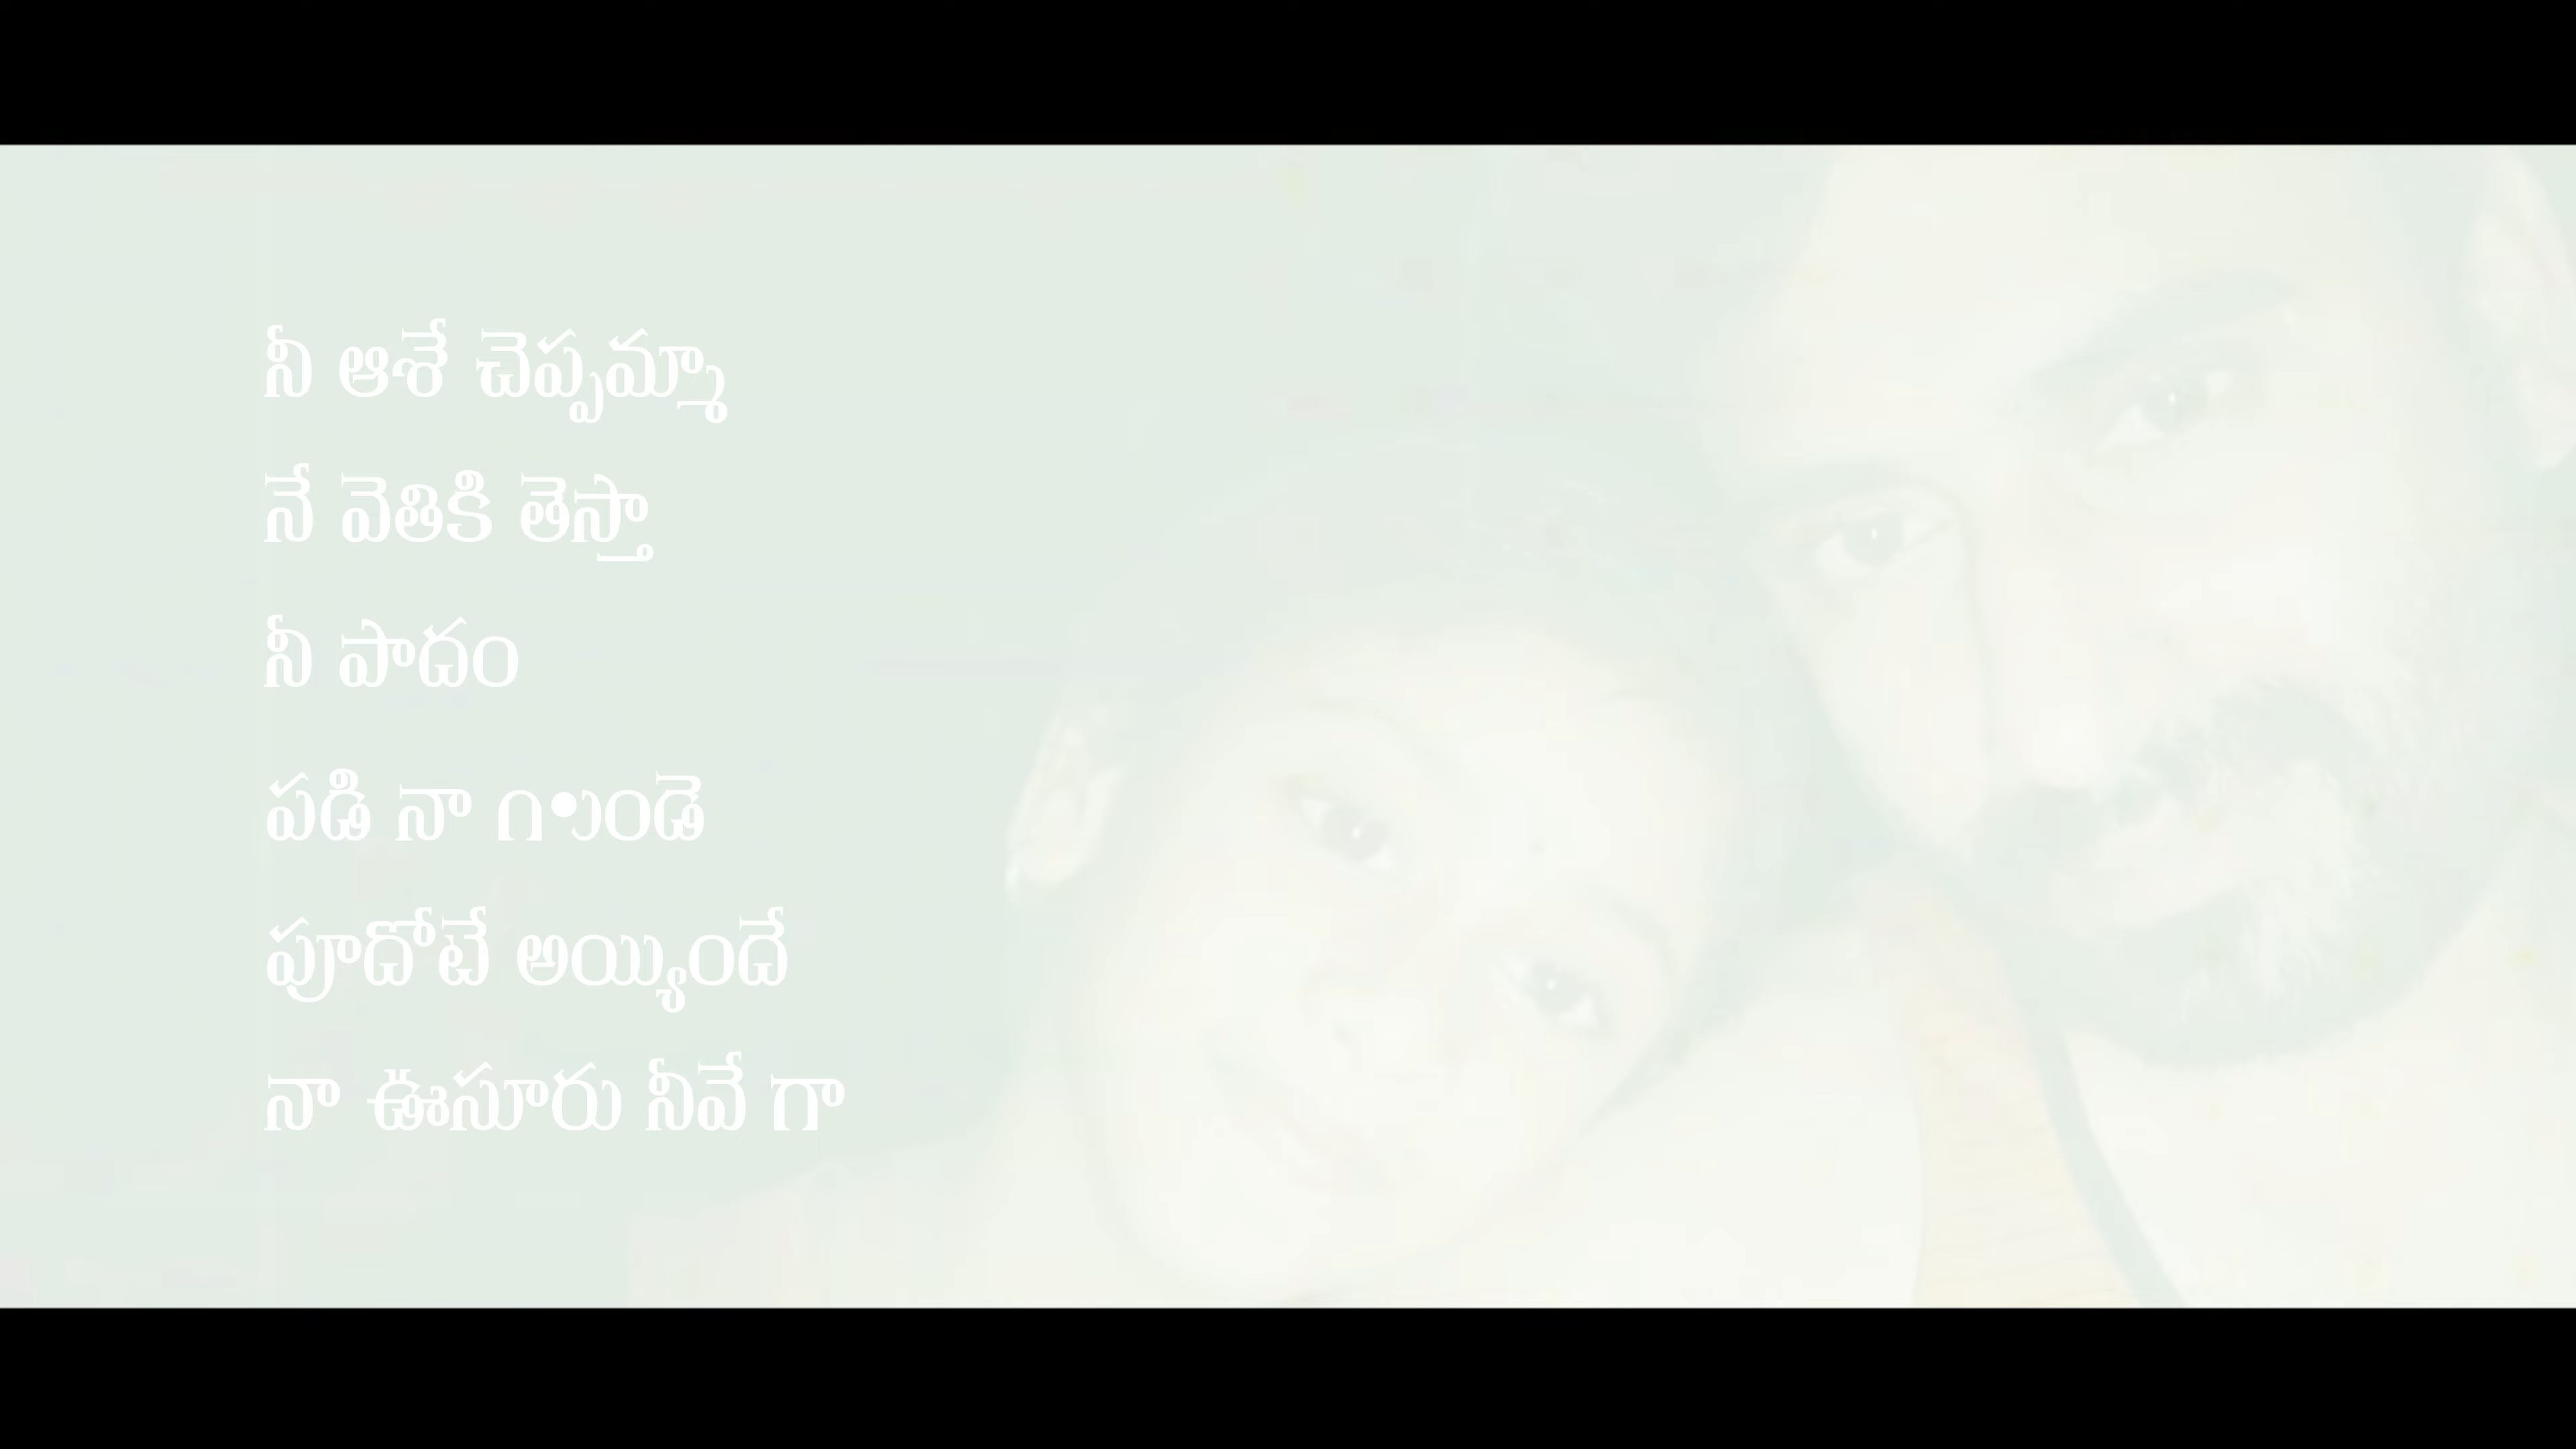 నీ ఆశే చెప్పమ్మా
నే వెతికి తెస్తా
నీ పాదం
పడి నా గుండె
పూదోటే అయ్యిందే
నా ఊసూరు నీవే గా